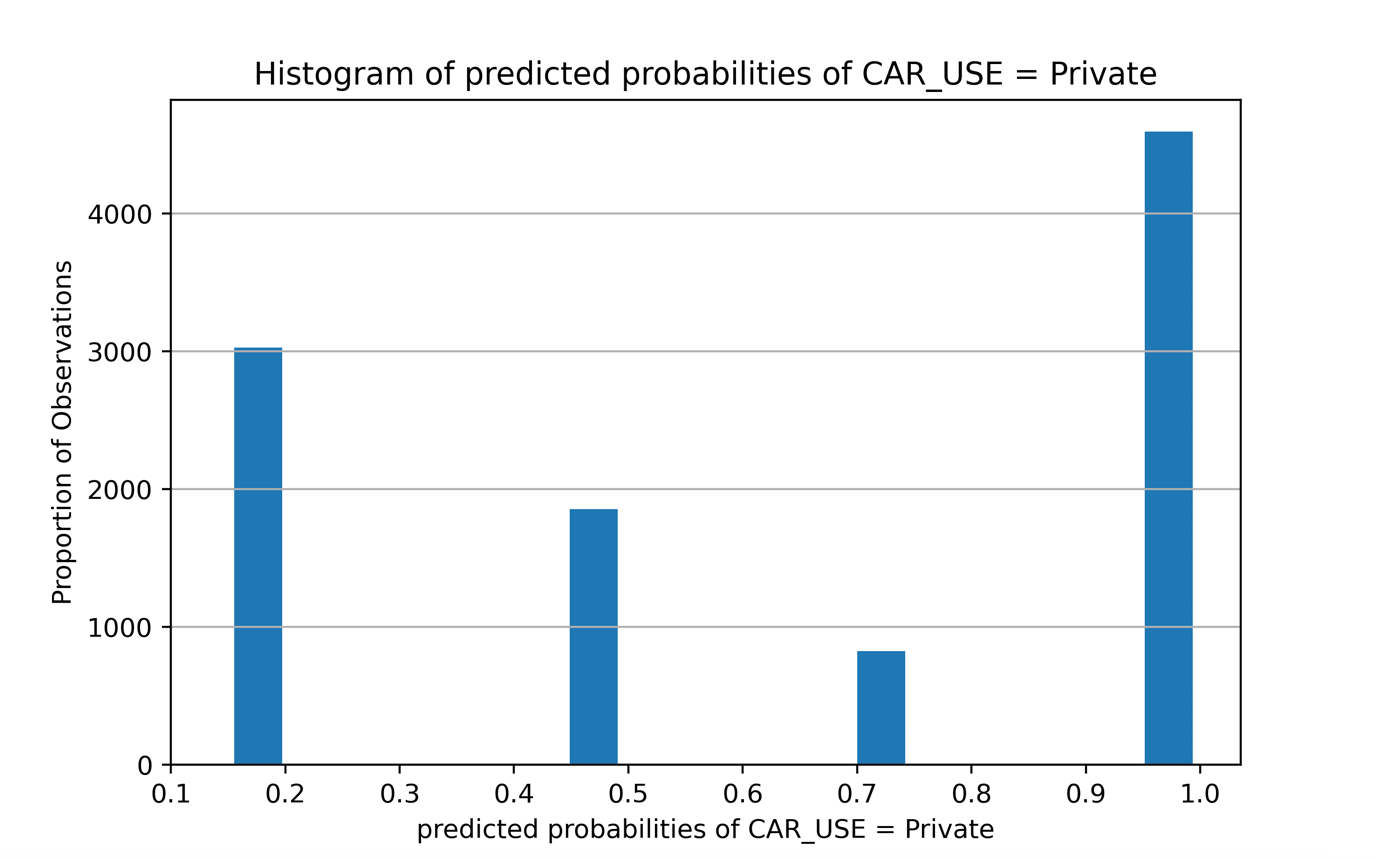 Histogram of predicted probabilities of CAR_USE = Private
Proportion of Observations
4000
3000
2000
1000
0
0.1 0.2 0.3 0.4 0.5 0.6 0.7 0.8 0.9 1.0
predicted probabilities of CAR_USE = Private